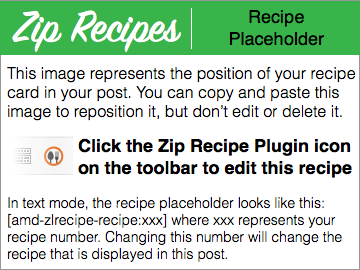 Zip Recipes
Recipe
Placeholder
This image represents the position of your recipe
card in your post. You can copy and paste this
image to reposition it, but don't edit or delete it.
Click the Zip Recipe Plugin icon
on the toolbar to edit this recipe
In text mode, the recipe placeholder looks like this:
[amd-zlrecipe-recipe:xxx] where xxx represents your
recipe number. Changing this number will change the
recipe that is displayed in this post.